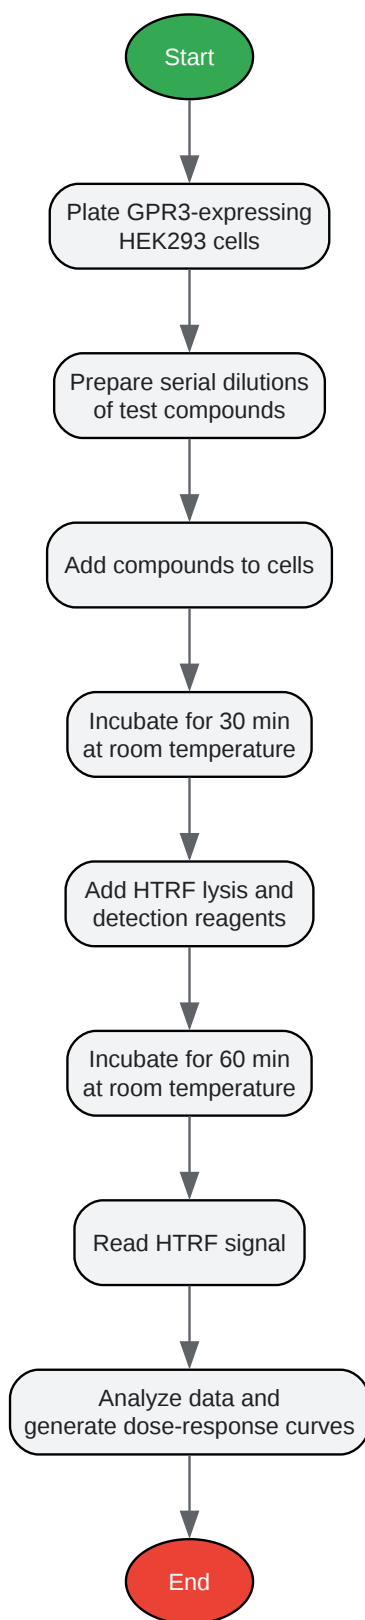 Start
Plate GPR3-expressing
HEK293 cells
Prepare serial dilutions
of test compounds
Add compounds to cells
Incubate for 30 min
at room temperature
Add HTRF lysis and
detection reagents
Incubate for 60 min
at room temperature
Read HTRF signal
Analyze data and
generate dose-response curves
End